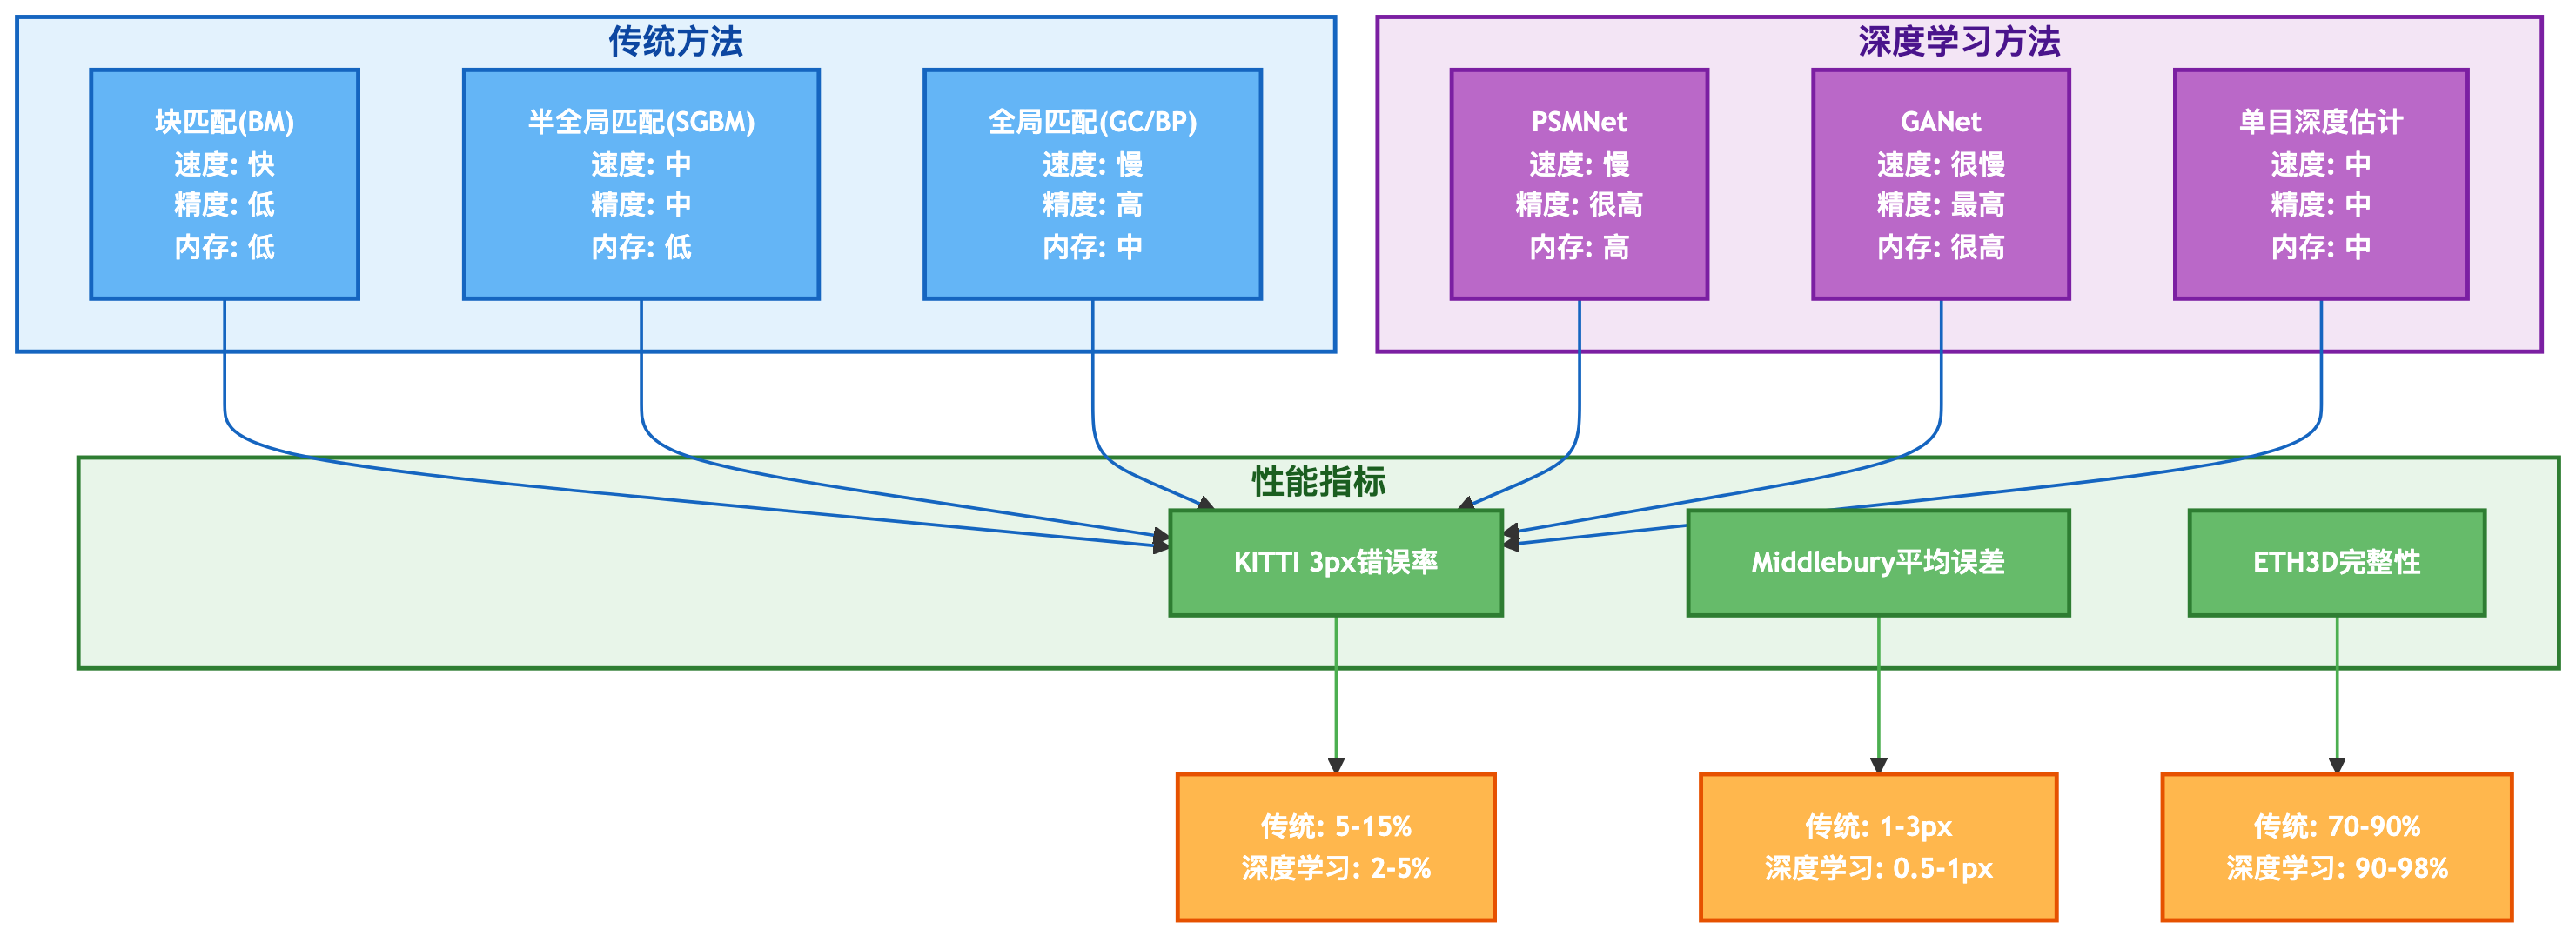 传统方法
块匹配(BM)
速度: 快
精度: 低
内存: 低
半全局匹配(SGBM)
速度: 中
精度: 中
内存: 低
全局匹配(GC/BP)
速度: 慢
精度: 高
内存: 中
深度学习方法
PSMNet
速度: 慢
精度: 很高
内存: 高
GANet
速度: 很慢
精度: 最高
内存: 很高
单目深度估计
速度: 中
精度: 中
内存: 中
性能指标
KITTI 3px错误率
Middlebury平均误差
ETH3D完整性
传统: 5-15%
深度学习: 2-5%
传统: 1-3px
深度学习: 0.5-1px
传统: 70-90%
深度学习: 90-98%